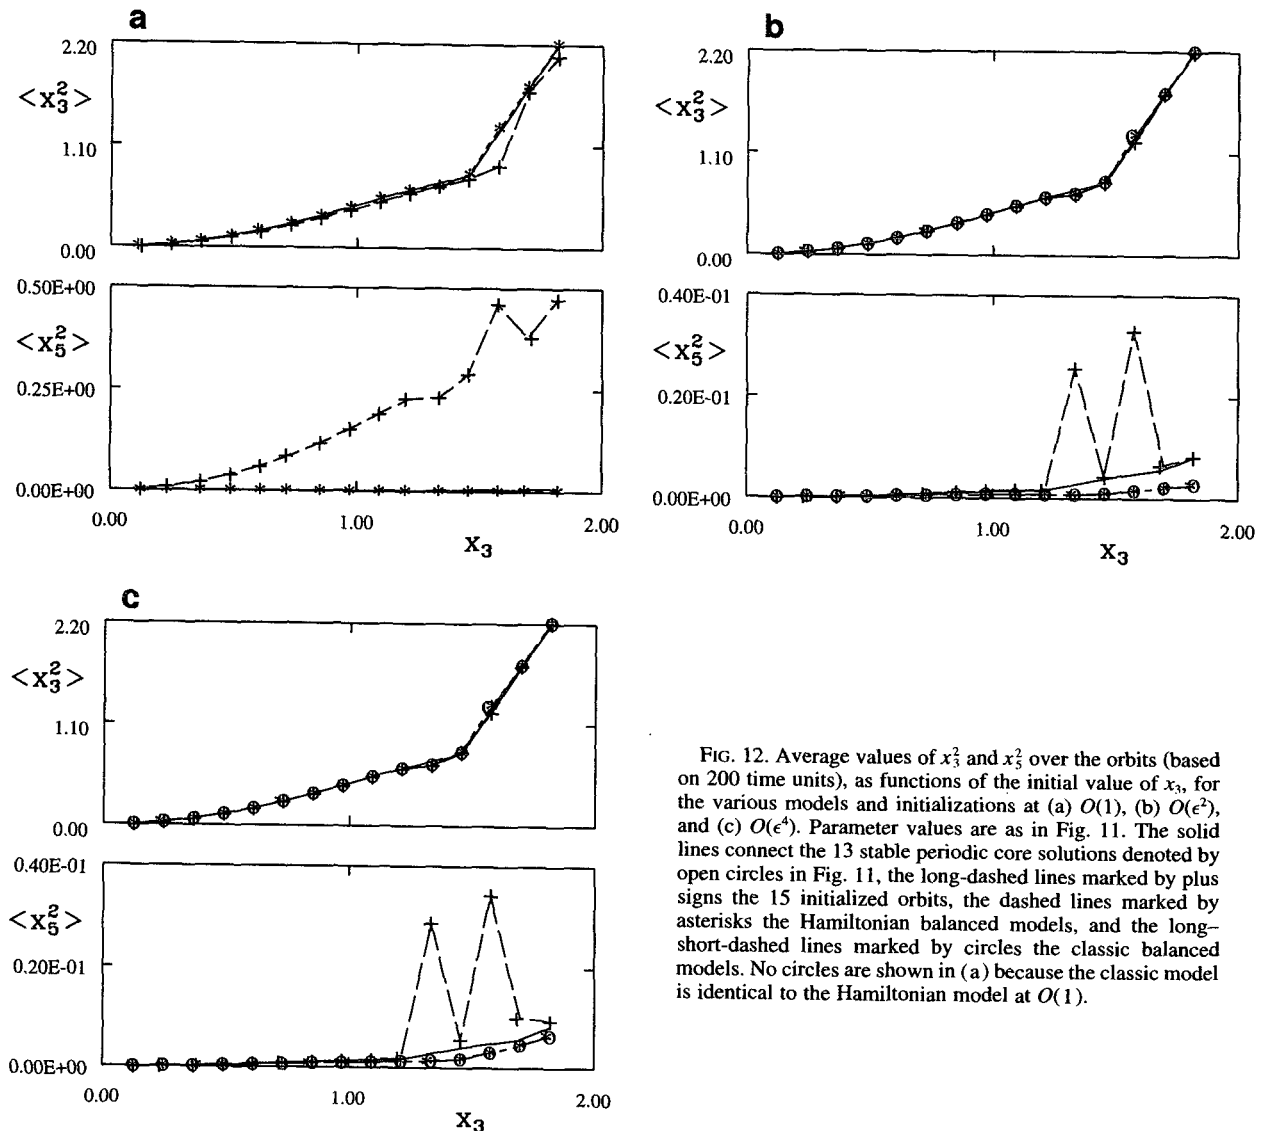 a
2.20
<x₃²>
1.10
0.00
0.50E+00
<x₅²>
0.25E+00
0.00E+00
0.00 1.00 2.00
X₃
b
2.20
<x₃²>
1.10
0.00
0.40E-01
<x₅²>
0.20E-01
0.00E+00
0.00 1.00 2.00
X₃
c
2.20
<x₃²>
1.10
0.00
0.40E-01
<x₅²>
0.20E-01
0.00E+00
0.00 1.00 2.00
X₃
FIG. 12. Average values of x₃² and x₅² over the orbits (based
on 200 time units), as functions of the initial value of x₃, for
the various models and initializations at (a) O(1), (b) O(ϵ²),
and (c) O(ϵ⁴). Parameter values are as in Fig. 11. The solid
lines connect the 13 stable periodic core solutions denoted by
open circles in Fig. 11, the long-dashed lines marked by plus
signs the 15 initialized orbits, the dashed lines marked by
asterisks the Hamiltonian balanced models, and the long–
short-dashed lines marked by circles the classic balanced
models. No circles are shown in (a) because the classic model
is identical to the Hamiltonian model at O(1).